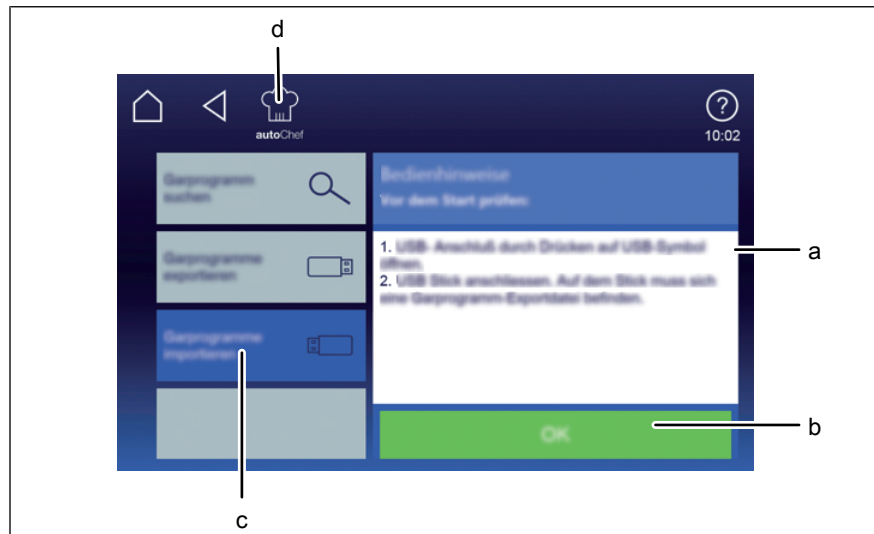 d
autoChef
10:02
Garprogramm
suchen
Bedienhinweise
Vor dem Start prüfen:
Garprogramme
exportieren
1. USB- Anschluß durch Drücken auf USB-Symbol
öffnen.
2. USB Stick anschliessen. Auf dem Stick muss sich
eine Garprogramm-Exportdatei befinden.
a
Garprogramme
importieren
OK
b
c